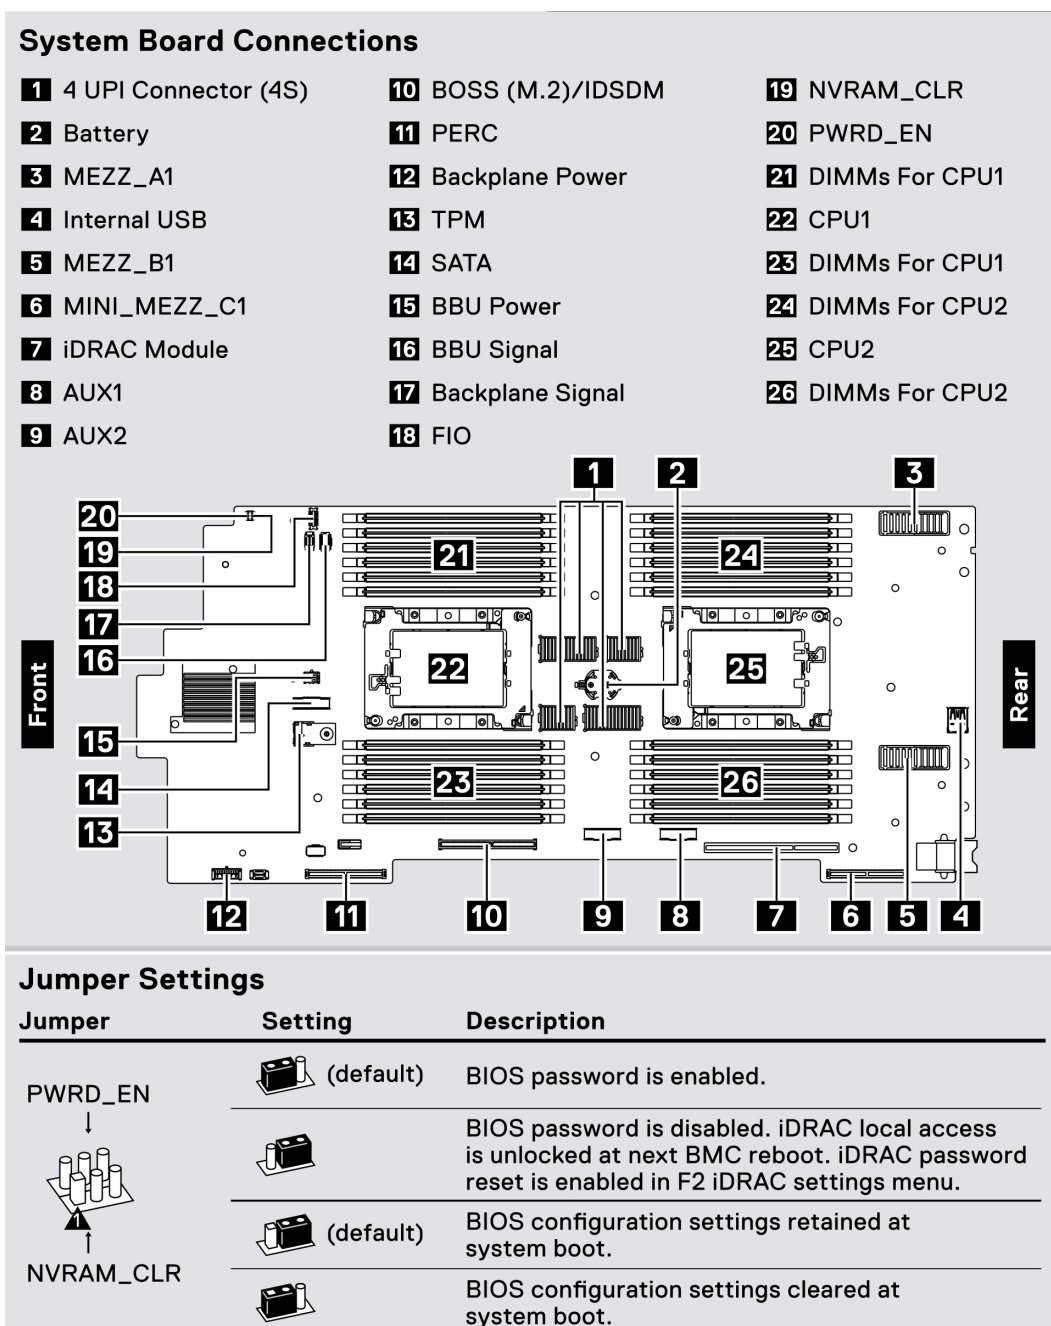 System Board Connections
1 4 UPI Connector (4S)
2 Battery
3 MEZZ_A1
4 Internal USB
5 MEZZ_B1
6 MINI_MEZZ_C1
7 iDRAC Module
8 AUX1
9 AUX2
10 BOSS (M.2)/IDSDM
11 PERC
12 Backplane Power
13 TPM
14 SATA
15 BBU Power
16 BBU Signal
17 Backplane Signal
18 FIO
19 NVRAM_CLR
20 PWRD_EN
21 DIMMs For CPU1
22 CPU1
23 DIMMs For CPU1
24 DIMMs For CPU2
25 CPU2
26 DIMMs For CPU2
1 2 3
20
19
18
17
16
15
14
13
21
24
22
25
23
26
Front
Rear
12 11 10 9 8 7 6 5 4
Jumper Settings
Jumper Setting Description
PWRD_EN
1
NVRAM_CLR
(default) BIOS password is enabled.
BIOS password is disabled. iDRAC local access
is unlocked at next BMC reboot. iDRAC password
reset is enabled in F2 iDRAC settings menu.
(default) BIOS configuration settings retained at
system boot.
BIOS configuration settings cleared at
system boot.